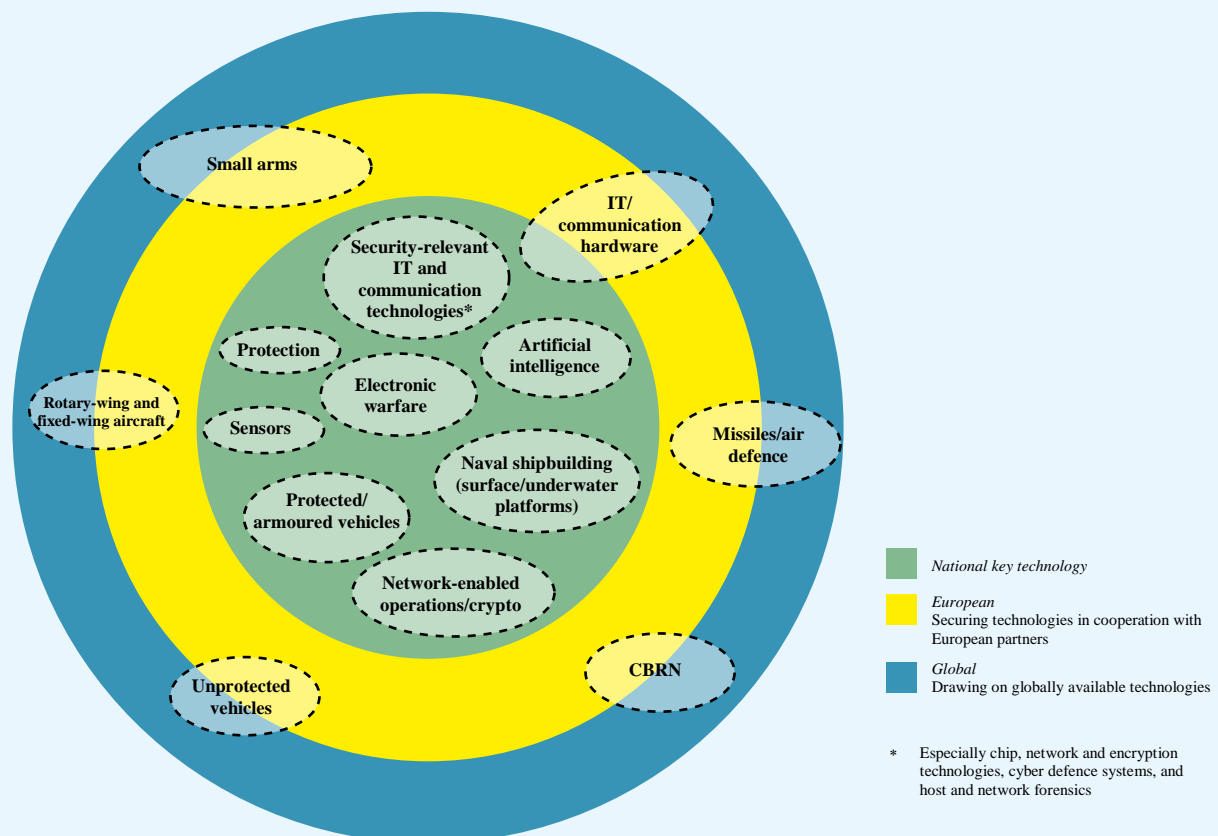 Small arms
IT/
communication
hardware
Security-relevant
IT and
communication
technologies*
Protection
Artificial
intelligence
Electronic
warfare
Rotary-wing and
fixed-wing aircraft
Sensors
Missiles/air
defence
Naval shipbuilding
(surface/underwater
platforms)
Protected/
armoured vehicles
Network-enabled
operations/crypto
CBRN
Unprotected
vehicles
National key technology
European
Securing technologies in cooperation with
European partners
Global
Drawing on globally available technologies
* Especially chip, network and encryption
technologies, cyber defence systems, and
host and network forensics